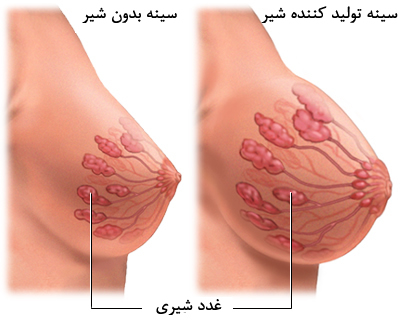 سینه تولید کننده شیر
سینه بدون شیر
غدد شیری